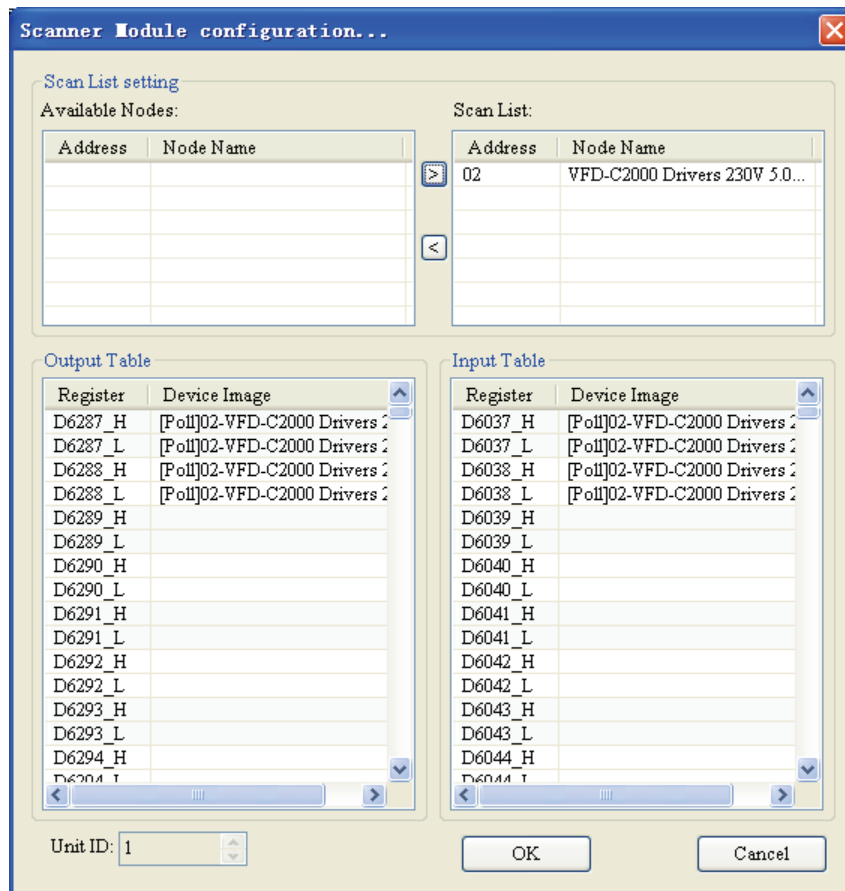 Scanner Module configuration...
Scan List setting
Available Nodes:
Address Node Name
>
<
Scan List:
Address Node Name
02 VFD-C2000 Drivers 230V 5.0...
Output Table
Register Device Image
D6287_H [Poll]02-VFD-C2000 Drivers 2
D6287_L [Poll]02-VFD-C2000 Drivers 2
D6288_H [Poll]02-VFD-C2000 Drivers 2
D6288_L [Poll]02-VFD-C2000 Drivers 2
D6289_H
D6289_L
D6290_H
D6290_L
D6291_H
D6291_L
D6292_H
D6292_L
D6293_H
D6293_L
D6294_H
D6294_L
Input Table
Register Device Image
D6037_H [Poll]02-VFD-C2000 Drivers 2
D6037_L [Poll]02-VFD-C2000 Drivers 2
D6038_H [Poll]02-VFD-C2000 Drivers 2
D6038_L [Poll]02-VFD-C2000 Drivers 2
D6039_H
D6039_L
D6040_H
D6040_L
D6041_H
D6041_L
D6042_H
D6042_L
D6043_H
D6043_L
D6044_H
D6044_L
Unit ID: 1
OK
Cancel